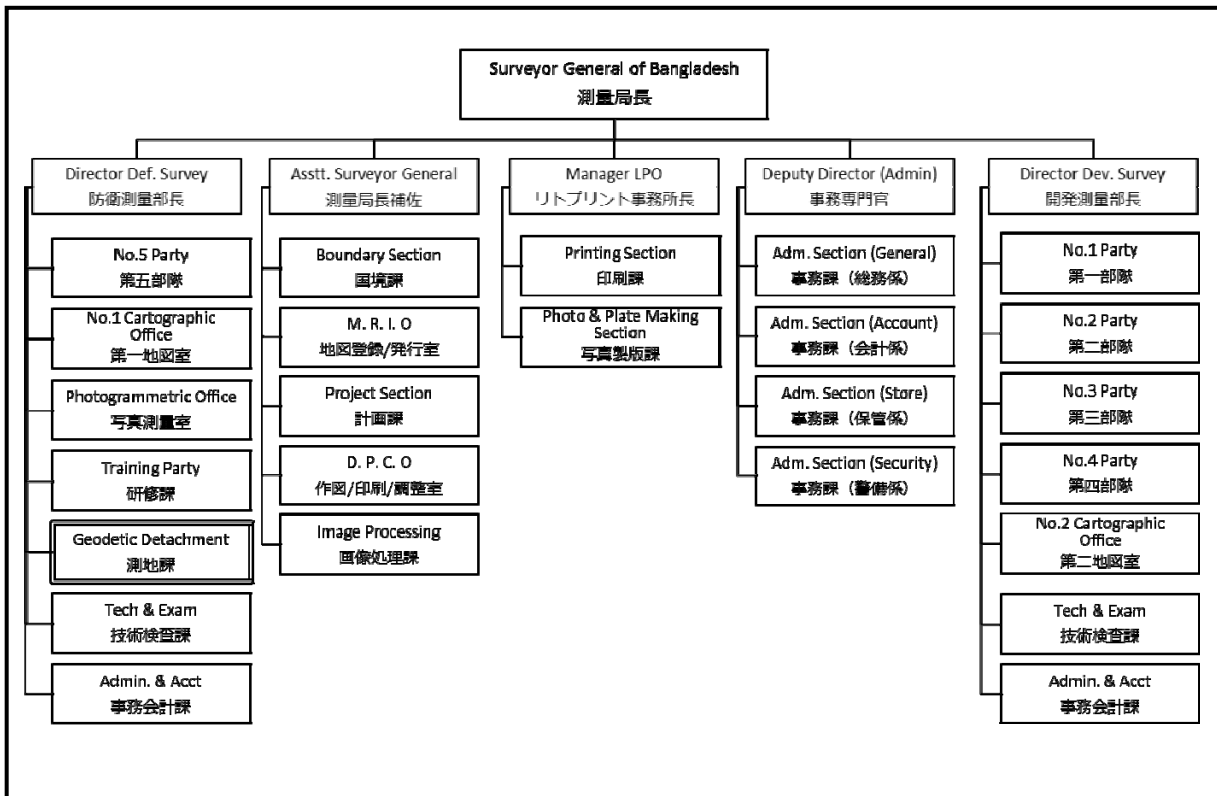 Surveyor General of Bangladesh
測量局長
Director Def. Survey
防衛測量部長
No.5 Party
第五部隊
No.1 Cartographic
Office
第一地図室
Photogrammetric Office
写真測量室
Training Party
研修課
Geodetic Detachment
測地課
Tech & Exam
技術検査課
Admin. & Acct
事務会計課
Asstt. Surveyor General
測量局長補佐
Boundary Section
国境課
M. R. I. O
地図登録/発行室
Project Section
計画課
D. P. C. O
作図/印刷/調整室
Image Processing
画像処理課
Manager LPO
リトプリント事務所長
Printing Section
印刷課
Photo & Plate Making
Section
写真製版課
Deputy Director (Admin)
事務専門官
Adm. Section (General)
事務課（総務係）
Adm. Section (Account)
事務課（会計係）
Adm. Section (Store)
事務課（保管係）
Adm. Section (Security)
事務課（警備係）
Director Dev. Survey
開発測量部長
No.1 Party
第一部隊
No.2 Party
第二部隊
No.3 Party
第三部隊
No.4 Party
第四部隊
No.2 Cartographic
Office
第二地図室
Tech & Exam
技術検査課
Admin. & Acct
事務会計課